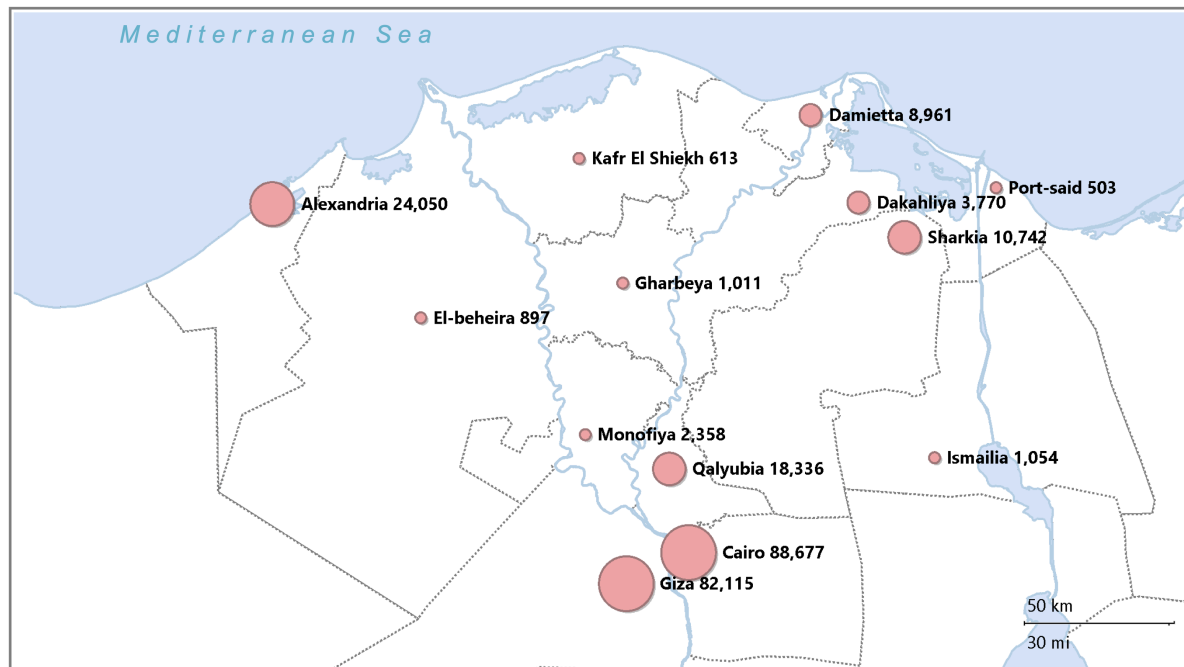 Mediterranean Sea
Damietta 8,961
Kafr El Shiekh 613
Port-said 503
Alexandria 24,050
Dakahliya 3,770
Sharkia 10,742
Gharbeya 1,011
El-beheira 897
Monofiya 2,358
Ismailia 1,054
Qalyubia 18,336
Cairo 88,677
Giza 82,115
50 km
30 mi